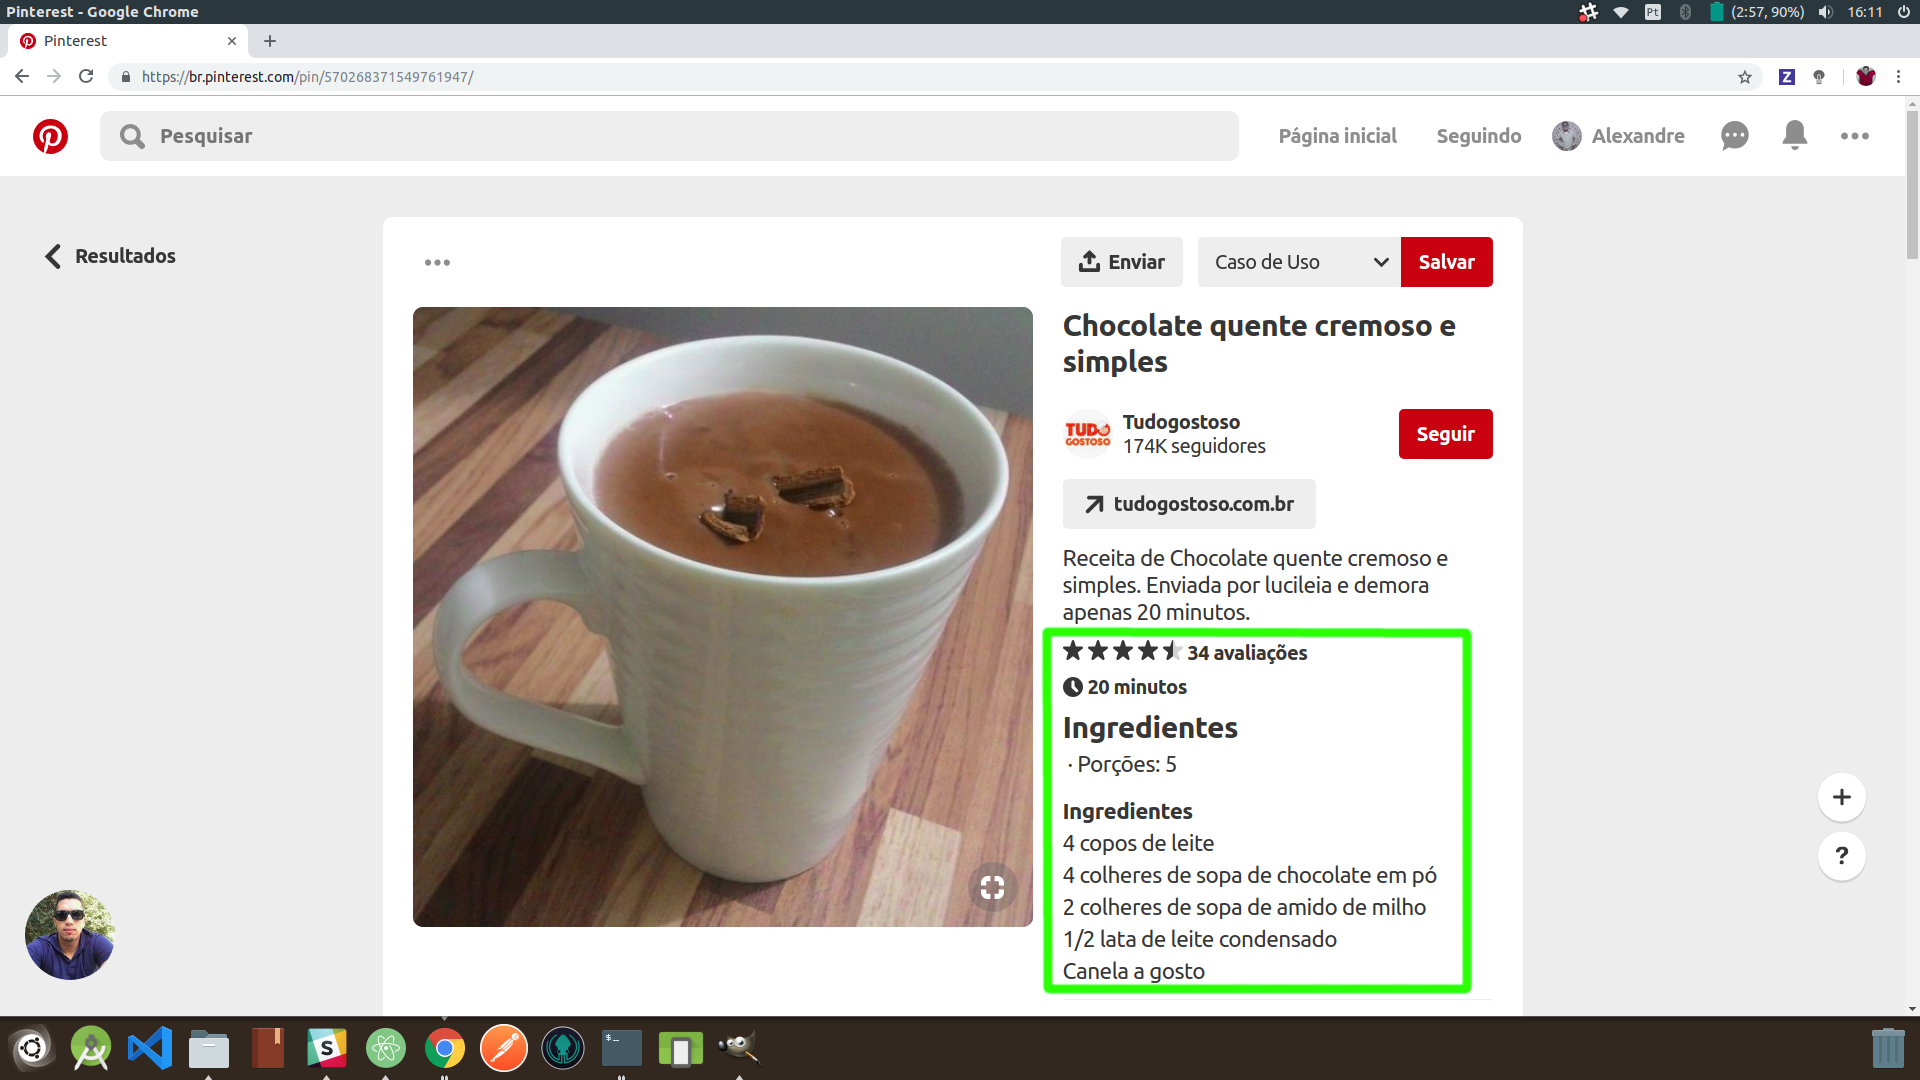 Pinterest - Google Chrome
Pt
(2:57, 90%)
16:11
Pinterest
https://br.pinterest.com/pin/570268371549761947/
Z
Pesquisar
Página inicial
Seguindo
Alexandre
Resultados
Enviar
Caso de Uso
Salvar
Chocolate quente cremoso e
simples
TUDO
GOSTOSO
Tudogostoso
174K seguidores
Seguir
tudogostoso.com.br
Receita de Chocolate quente cremoso e
simples. Enviada por lucileia e demora
apenas 20 minutos.
34 avaliações
20 minutos
Ingredientes
· Porções: 5
Ingredientes
4 copos de leite
4 colheres de sopa de chocolate em pó
2 colheres de sopa de amido de milho
1/2 lata de leite condensado
Canela a gosto
+
?
S
$_